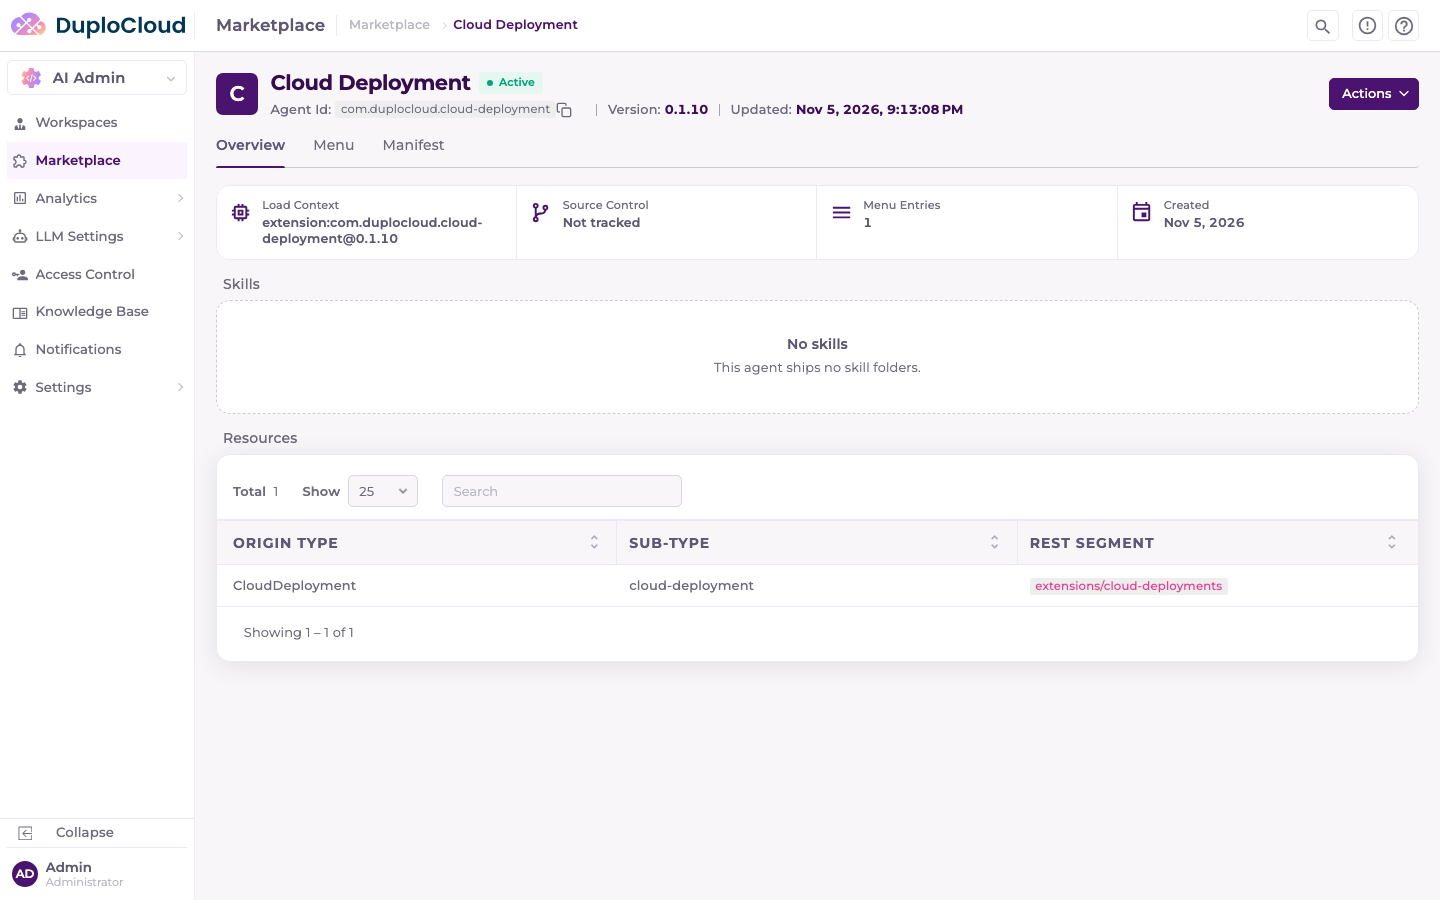 DuploCloud
Marketplace
Marketplace
Cloud Deployment
AI Admin
Workspaces
Marketplace
Analytics
LLM Settings
Access Control
Knowledge Base
Notifications
Settings
Collapse
AD
Admin
Administrator
C
Cloud Deployment
Active
Agent Id: com.duplocloud.cloud-deployment
Version: 0.1.10
Updated: Nov 5, 2026, 9:13:08 PM
Actions
Overview
Menu
Manifest
Load Context
extension:com.duplocloud.cloud-
deployment@0.1.10
Source Control
Not tracked
Menu Entries
1
Created
Nov 5, 2026
Skills
No skills
This agent ships no skill folders.
Resources
Total 1
Show
25
Search
ORIGIN TYPE
SUB-TYPE
REST SEGMENT
CloudDeployment
cloud-deployment
extensions/cloud-deployments
Showing 1 – 1 of 1